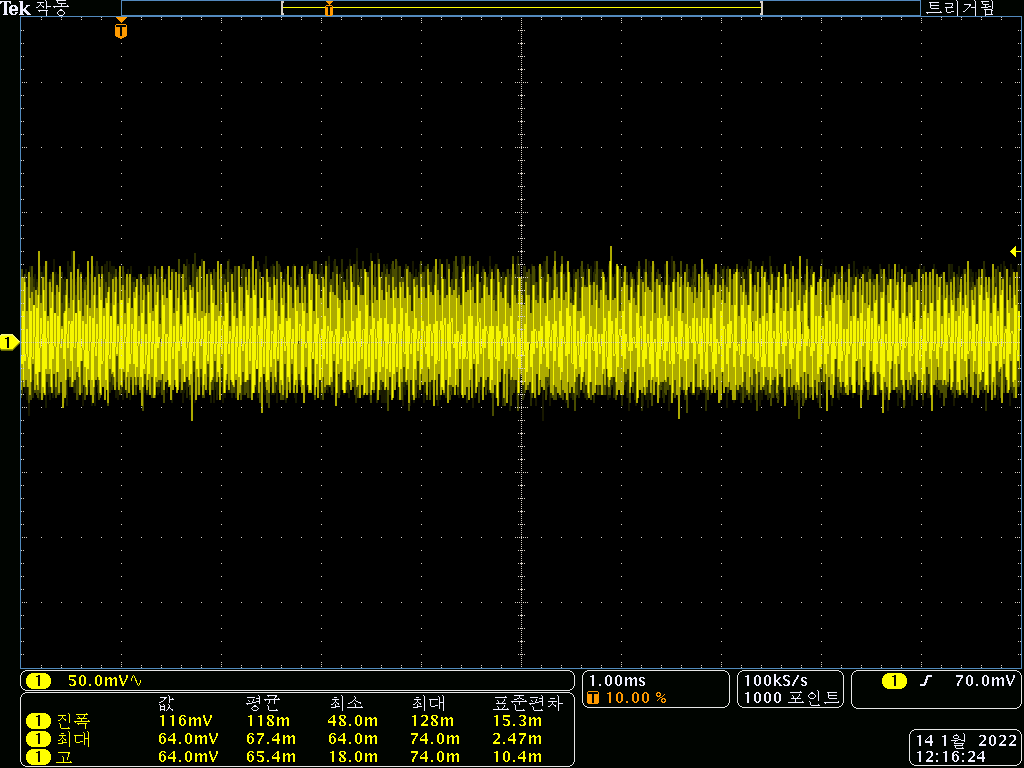 Tek 작동 트리거됨
T
T
1
1 50.0mV∿ 1.00ms 100kS/s 1 ∫ 70.0mV
T 10.00 % 1000 포인트
값 평균 최소 최대 표준편차
1 진폭 116mV 118m 48.0m 128m 15.3m
1 최대 64.0mV 67.4m 64.0m 74.0m 2.47m
1 고 64.0mV 65.4m 18.0m 74.0m 10.4m
14 1월 2022
12:16:24